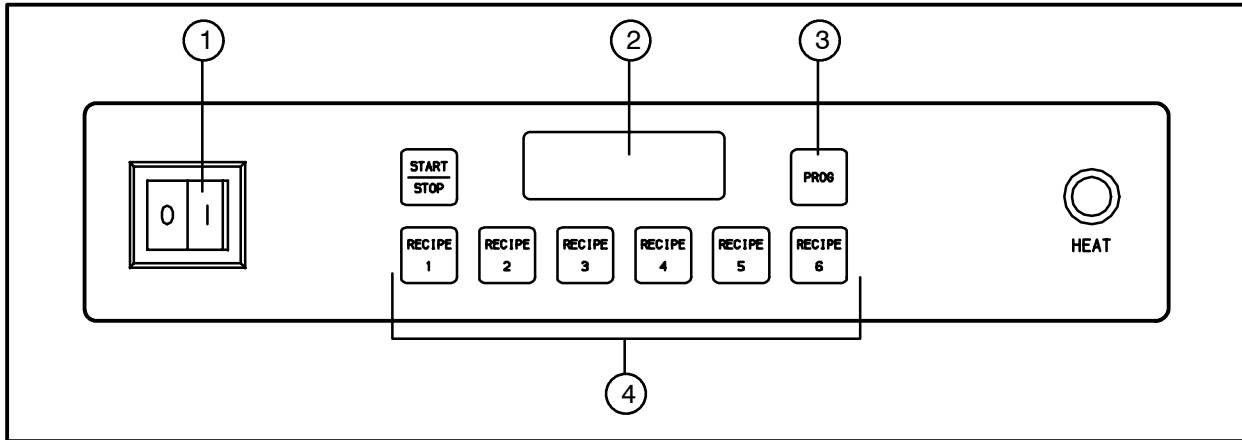 1
2
3
START
STOP
PROG
0 I
HEAT
RECIPE
1
RECIPE
2
RECIPE
3
RECIPE
4
RECIPE
5
RECIPE
6
4